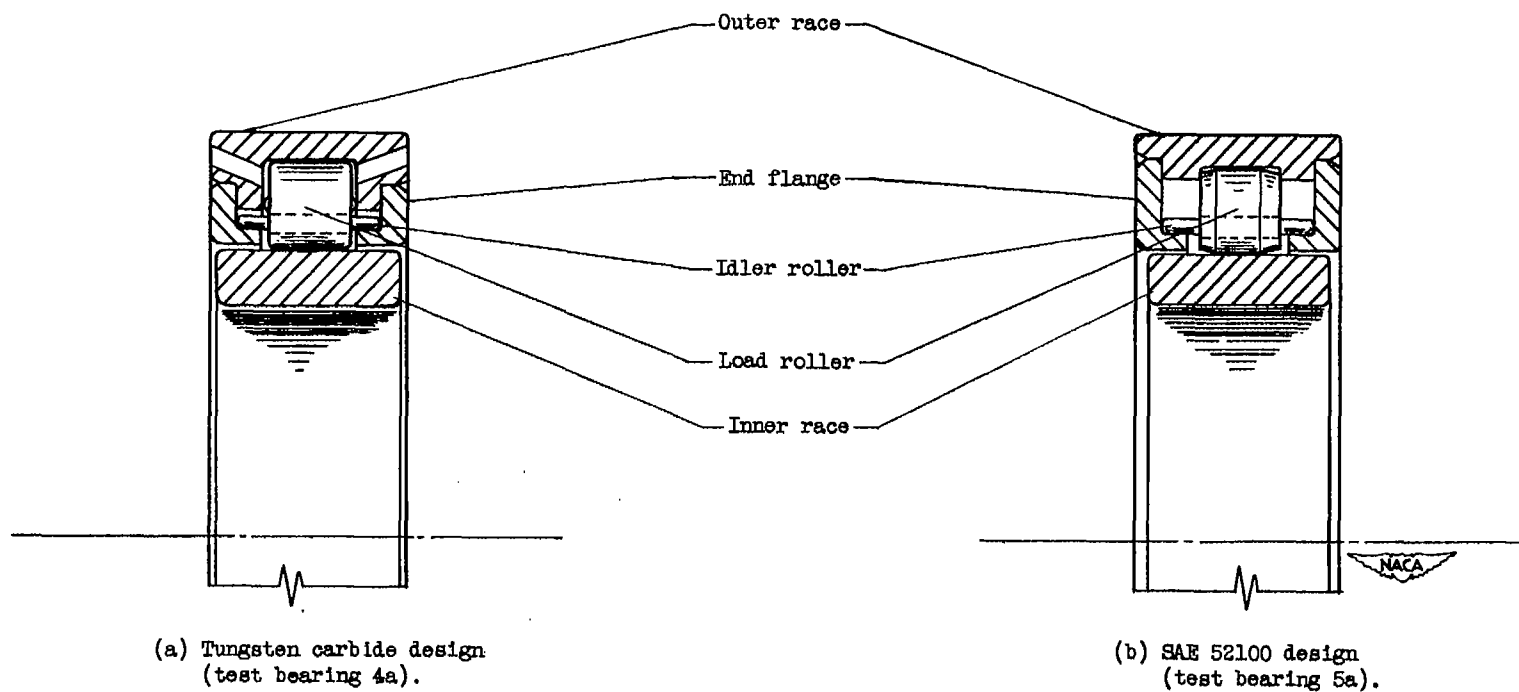 Outer race
End flange
Idler roller
Load roller
Inner race
NACA
(a) Tungsten carbide design
(test bearing 4a).
(b) SAE 52100 design
(test bearing 5a).